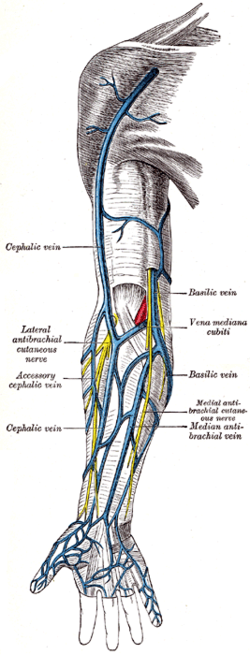 Cephalic vein
Lateral
antibrachial
cutaneous
nerve
Accessory
cephalic vein
Cephalic vein
Basilic vein
Vena mediana
cubiti
Basilic vein
Medial anti-
brachial cutane-
ous nerve
Median anti-
brachial vein